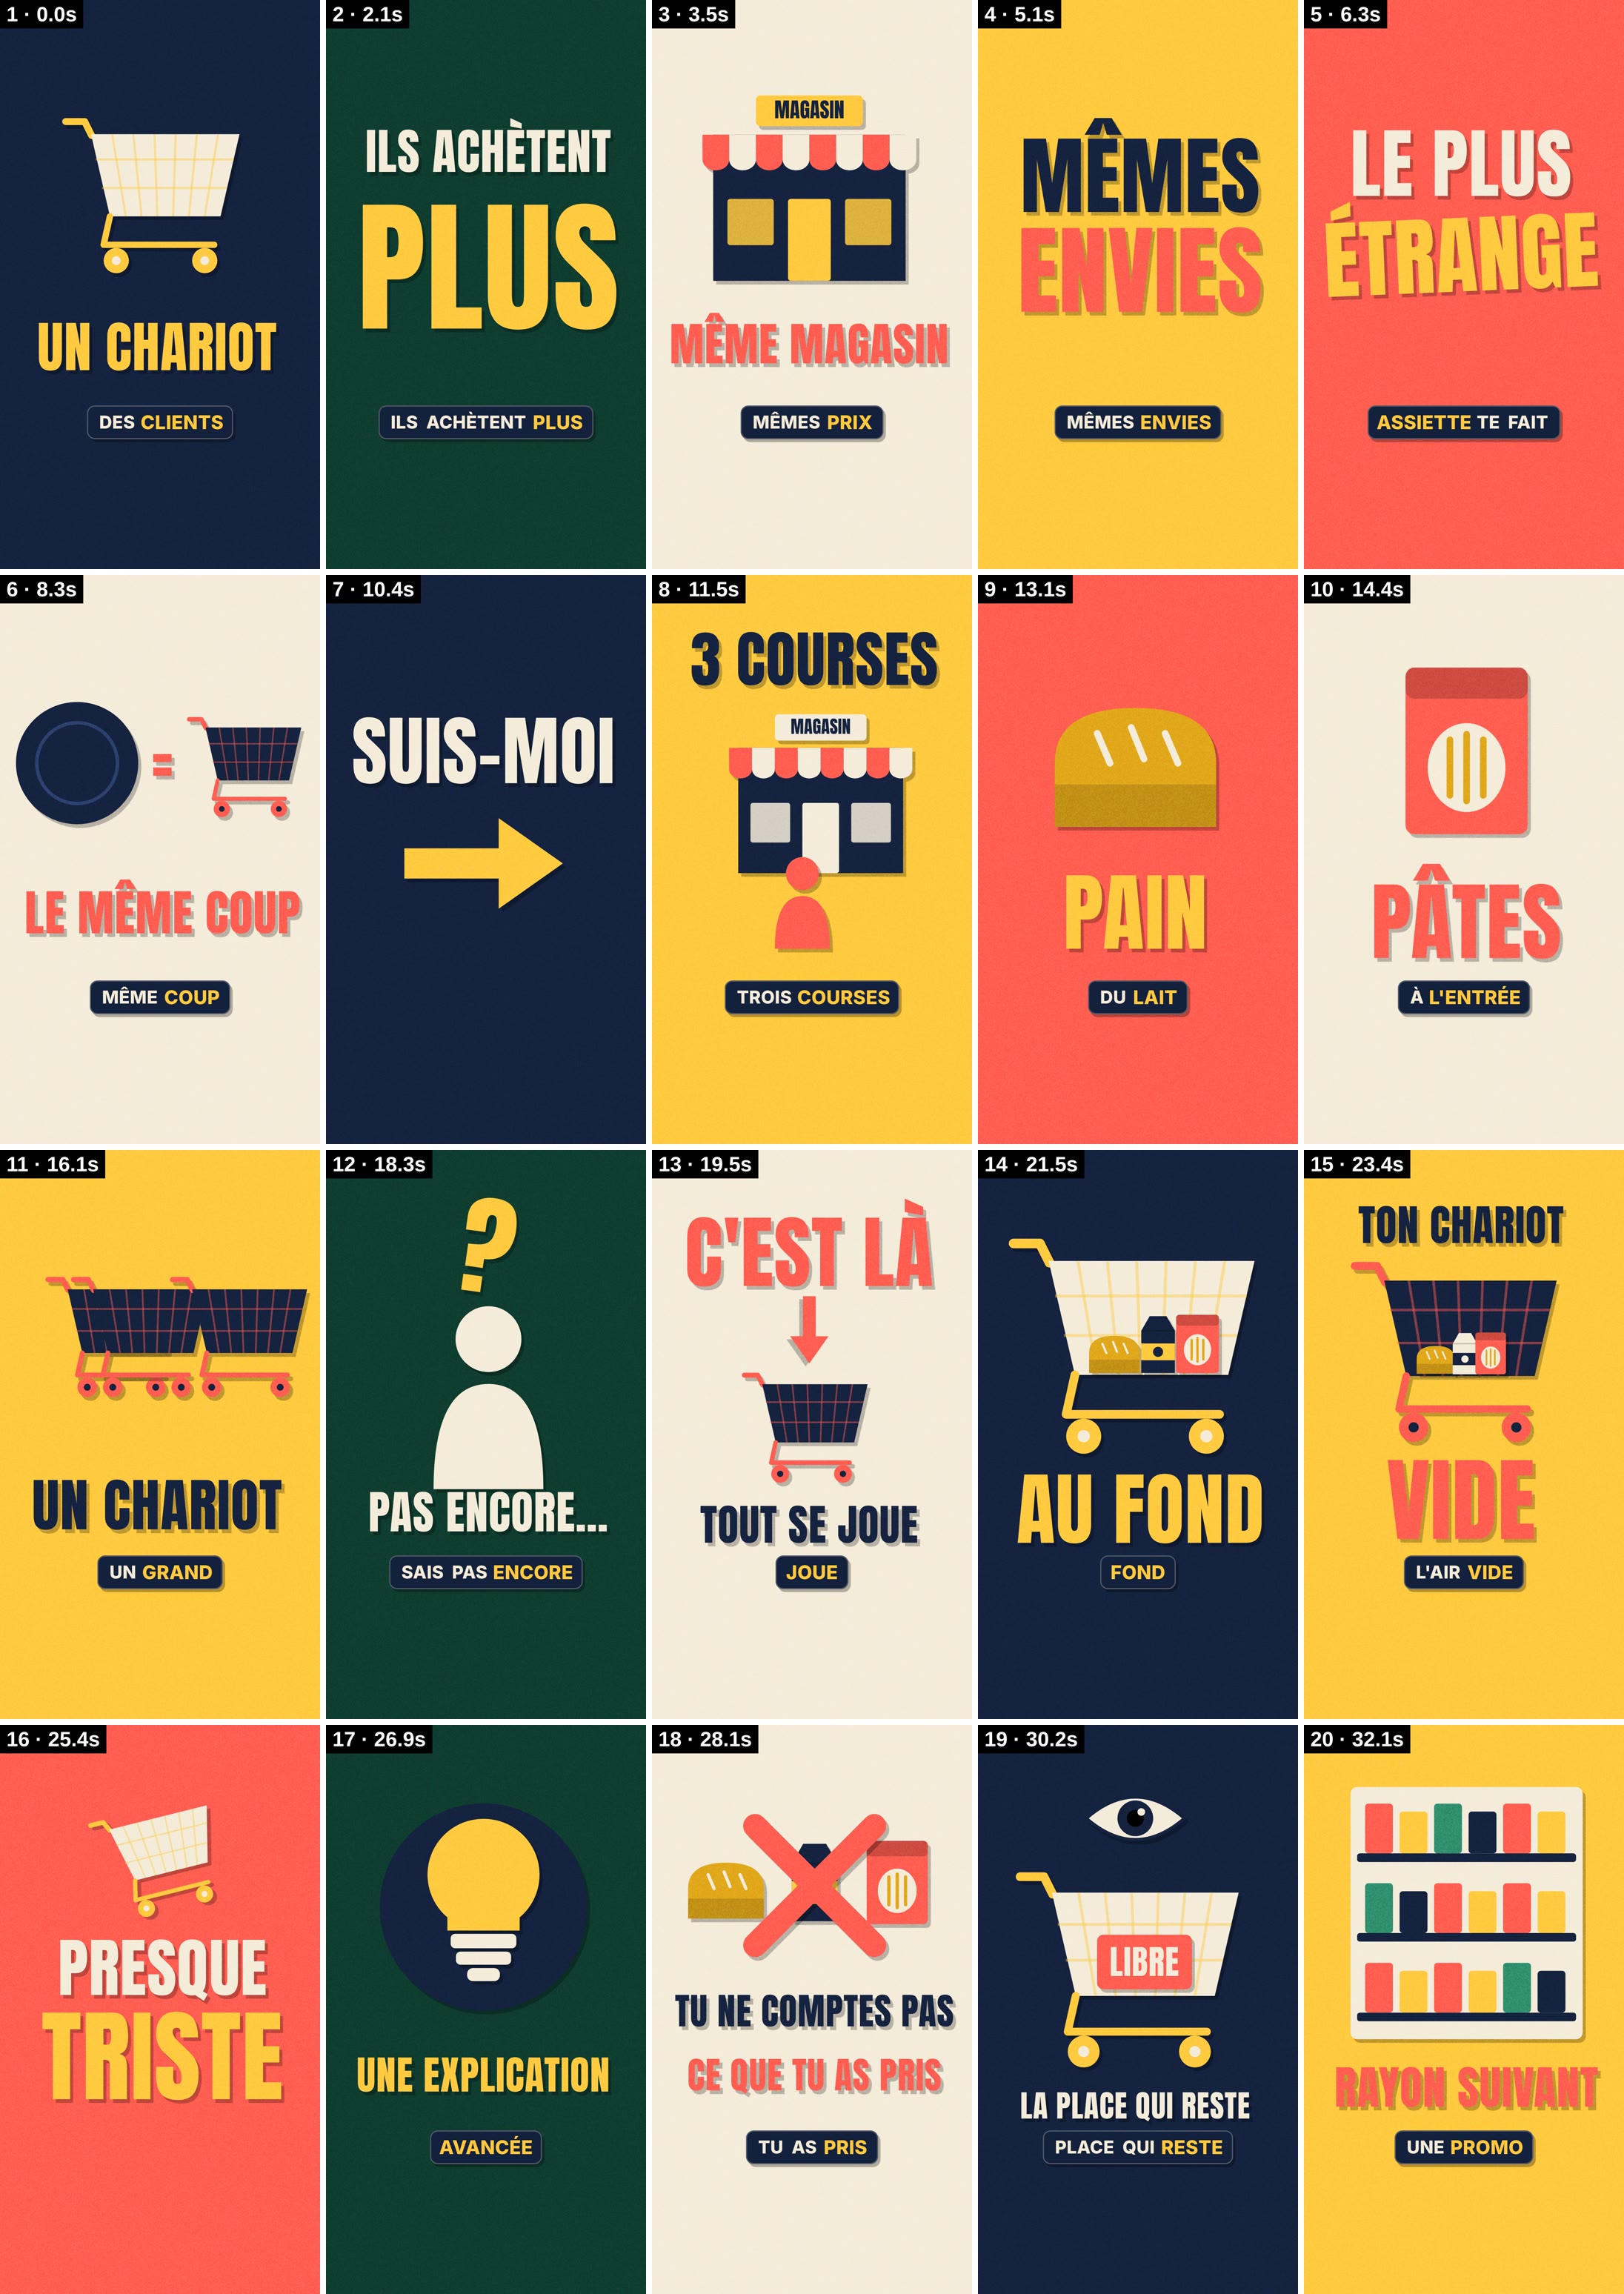 1 · 0.0s
UN CHARIOT
DES CLIENTS
2 · 2.1s
ILS ACHÈTENT
PLUS
ILS ACHÈTENT PLUS
3 · 3.5s
MAGASIN
MÊME MAGASIN
MÊMES PRIX
4 · 5.1s
MÊMES
ENVIES
MÊMES ENVIES
5 · 6.3s
LE PLUS
ÉTRANGE
ASSIETTE TE FAIT
6 · 8.3s
=
LE MÊME COUP
MÊME COUP
7 · 10.4s
SUIS-MOI
8 · 11.5s
3 COURSES
MAGASIN
TROIS COURSES
9 · 13.1s
PAIN
DU LAIT
10 · 14.4s
PÂTES
À L'ENTRÉE
11 · 16.1s
UN CHARIOT
UN GRAND
12 · 18.3s
?
PAS ENCORE...
SAIS PAS ENCORE
13 · 19.5s
C'EST LÀ
TOUT SE JOUE
JOUE
14 · 21.5s
AU FOND
FOND
15 · 23.4s
TON CHARIOT
VIDE
L'AIR VIDE
16 · 25.4s
PRESQUE
TRISTE
17 · 26.9s
UNE EXPLICATION
AVANCÉE
18 · 28.1s
TU NE COMPTES PAS
CE QUE TU AS PRIS
TU AS PRIS
19 · 30.2s
LIBRE
LA PLACE QUI RESTE
PLACE QUI RESTE
20 · 32.1s
RAYON SUIVANT
UNE PROMO